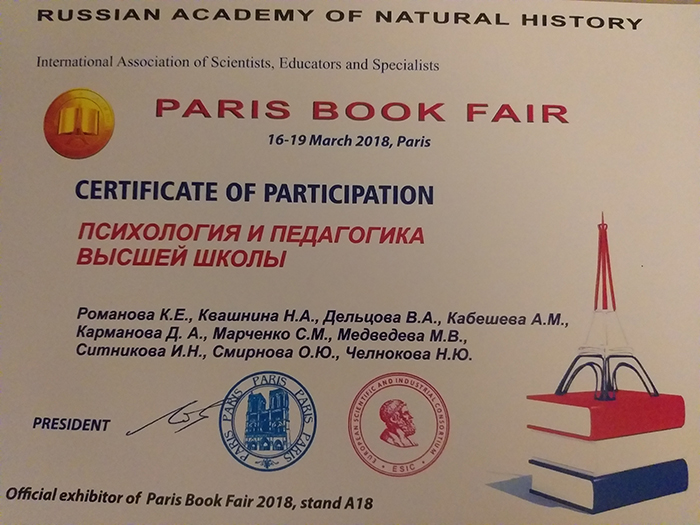 RUSSIAN ACADEMY OF NATURAL HISTORY
International Association of Scientists, Educators and Specialists
PARIS BOOK FAIR
16-19 March 2018, Paris
CERTIFICATE OF PARTICIPATION
ПСИХОЛОГИЯ И ПЕДАГОГИКА
ВЫСШЕЙ ШКОЛЫ
Романова К.Е., Квашнина Н.А., Дельцова В.А., Кабешева А.М.,
Карманова Д. А., Марченко С.М., Медведева М.В.,
Ситникова И.Н., Смирнова О.Ю., Челнокова Н.Ю.
PRESIDENT
PARIS PARIS PARIS PARIS PARIS
EUROPEAN SCIENTIFIC AND INDUSTRIAL CONSORTIUM
ESIC
Official exhibitor of Paris Book Fair 2018, stand A18